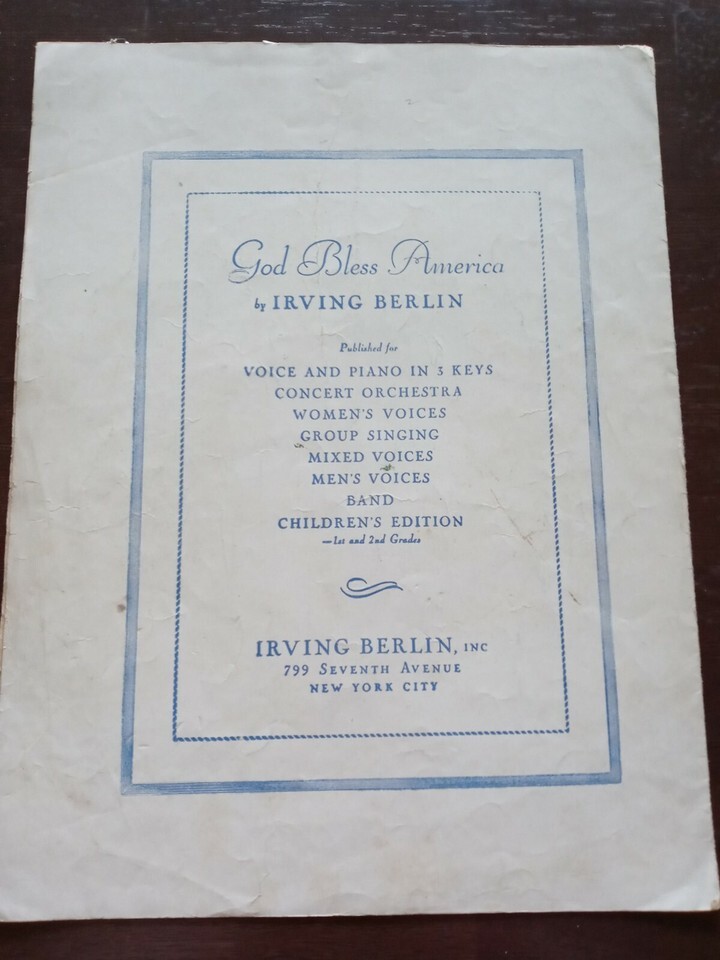 God Bless America
by IRVING BERLIN
Published for
VOICE AND PIANO IN 3 KEYS
CONCERT ORCHESTRA
WOMEN'S VOICES
GROUP SINGING
MIXED VOICES
MEN'S VOICES
BAND
CHILDREN'S EDITION
—1st and 2nd Grades
IRVING BERLIN, INC
799 SEVENTH AVENUE
NEW YORK CITY